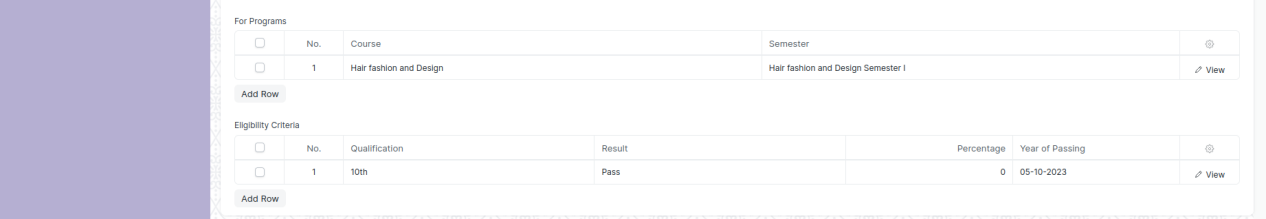 For Programs
No. Course Semester
1 Hair fashion and Design Hair fashion and Design Semester I View
Add Row
Eligibility Criteria
No. Qualification Result Percentage Year of Passing
1 10th Pass 0 05-10-2023 View
Add Row